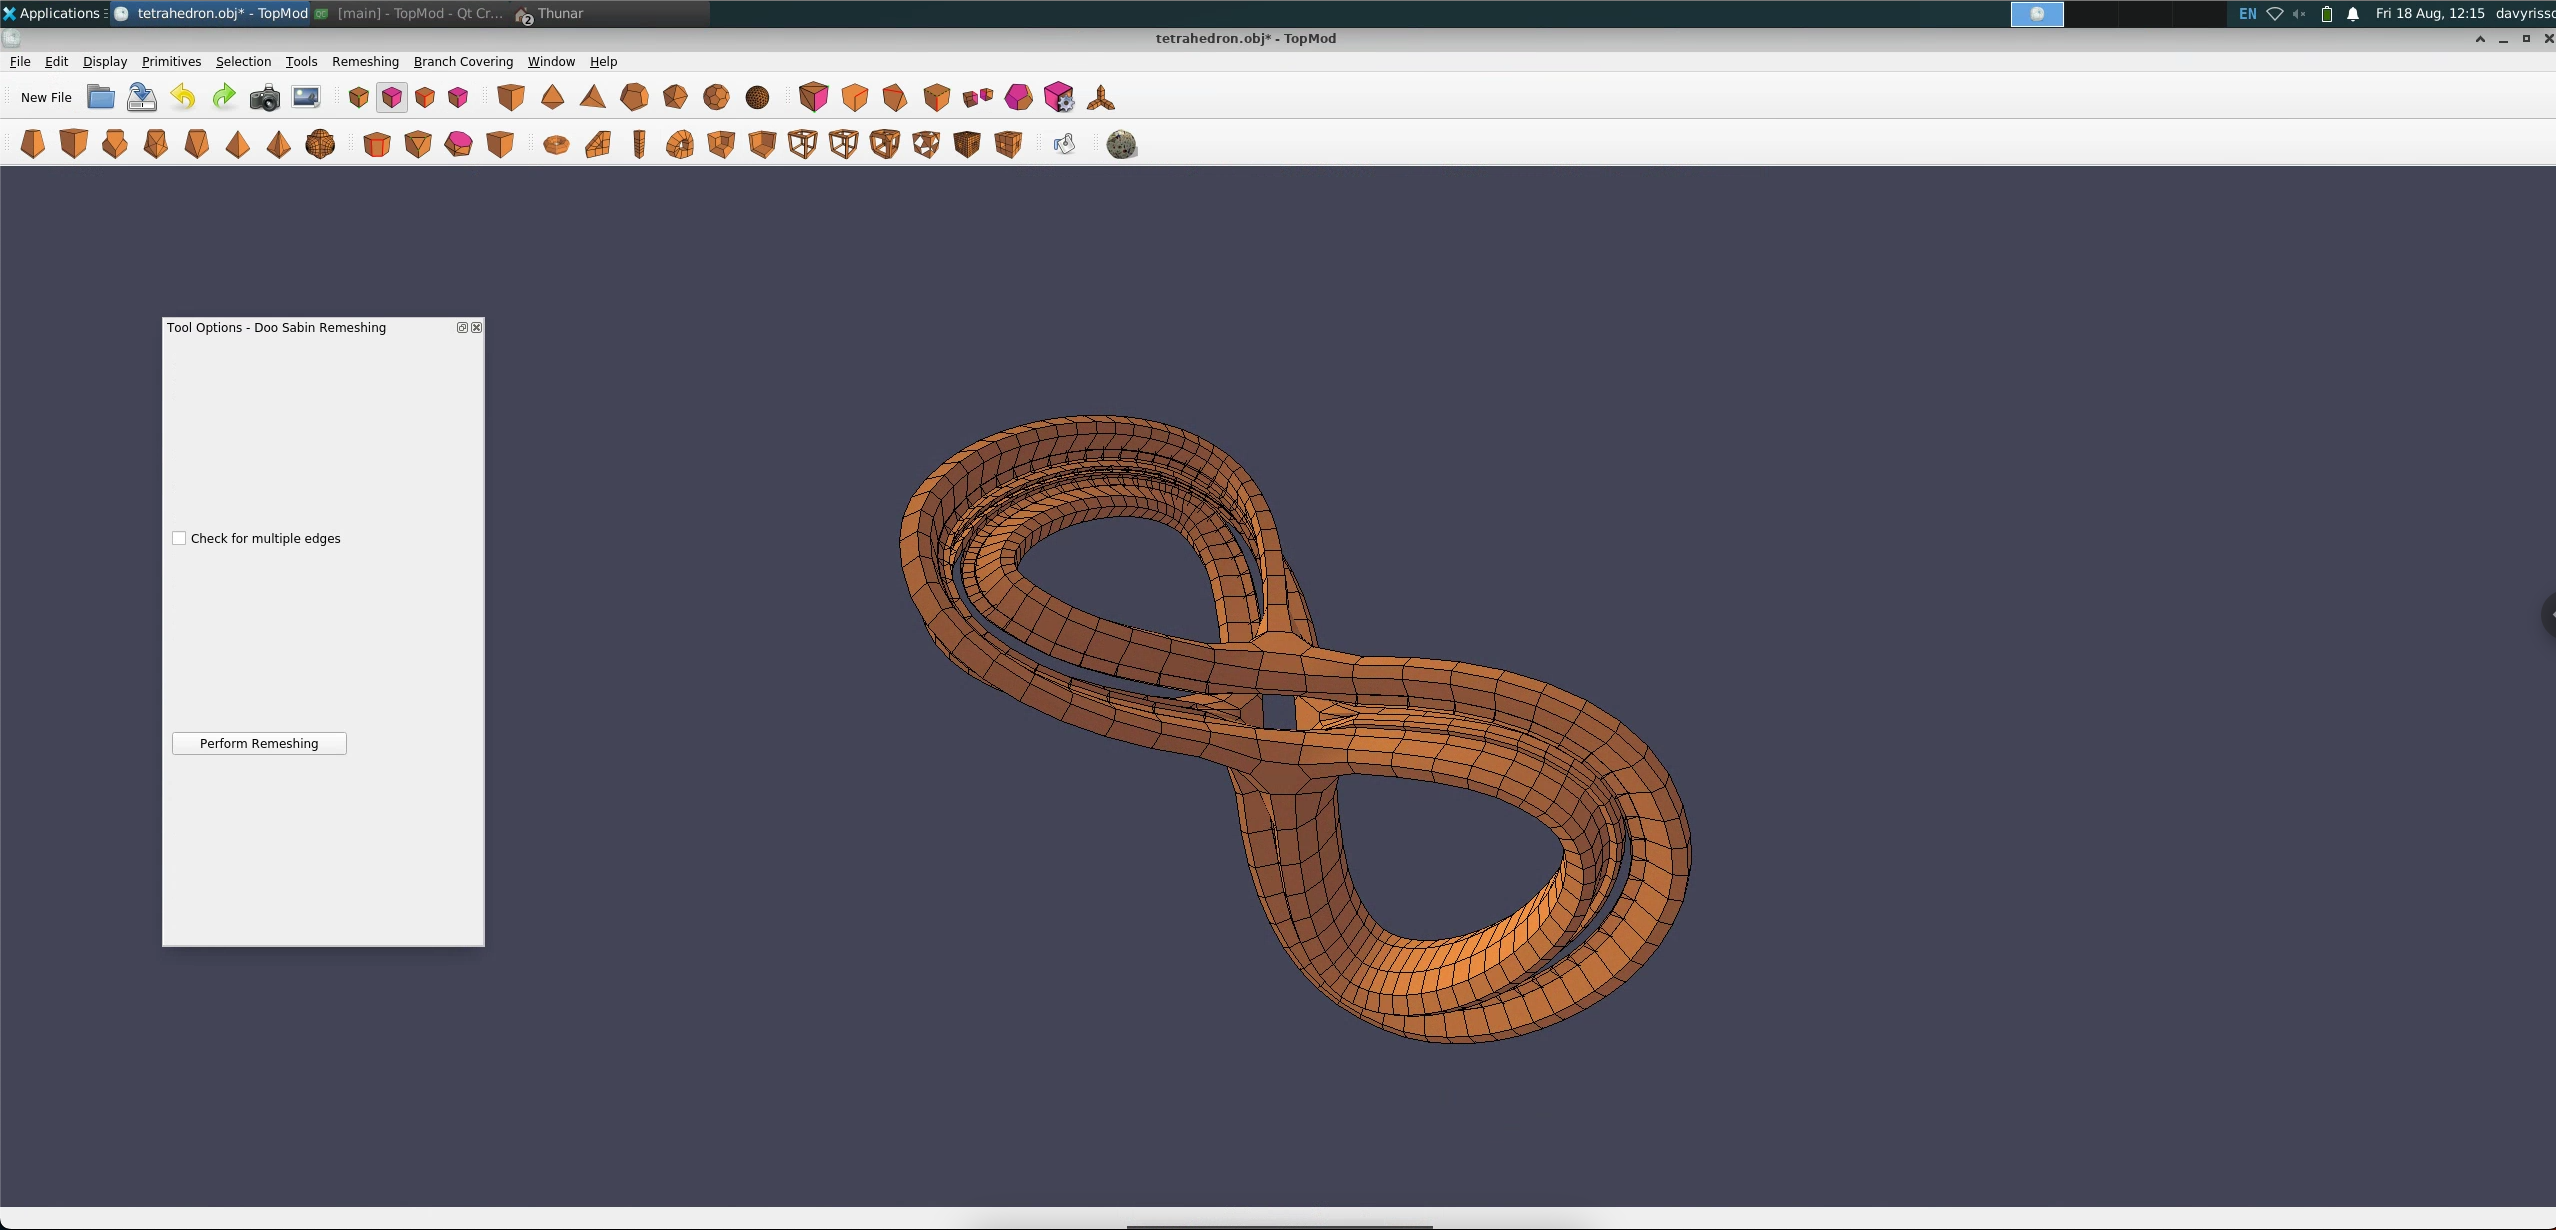 Applications tetrahedron.obj* - TopMod [main] - TopMod - Qt Cr... 2 Thunar EN Fri 18 Aug, 12:15 davyrisso
tetrahedron.obj* - TopMod
File Edit Display Primitives Selection Tools Remeshing Branch Covering Window Help
New File
Tool Options - Doo Sabin Remeshing
Check for multiple edges
Perform Remeshing